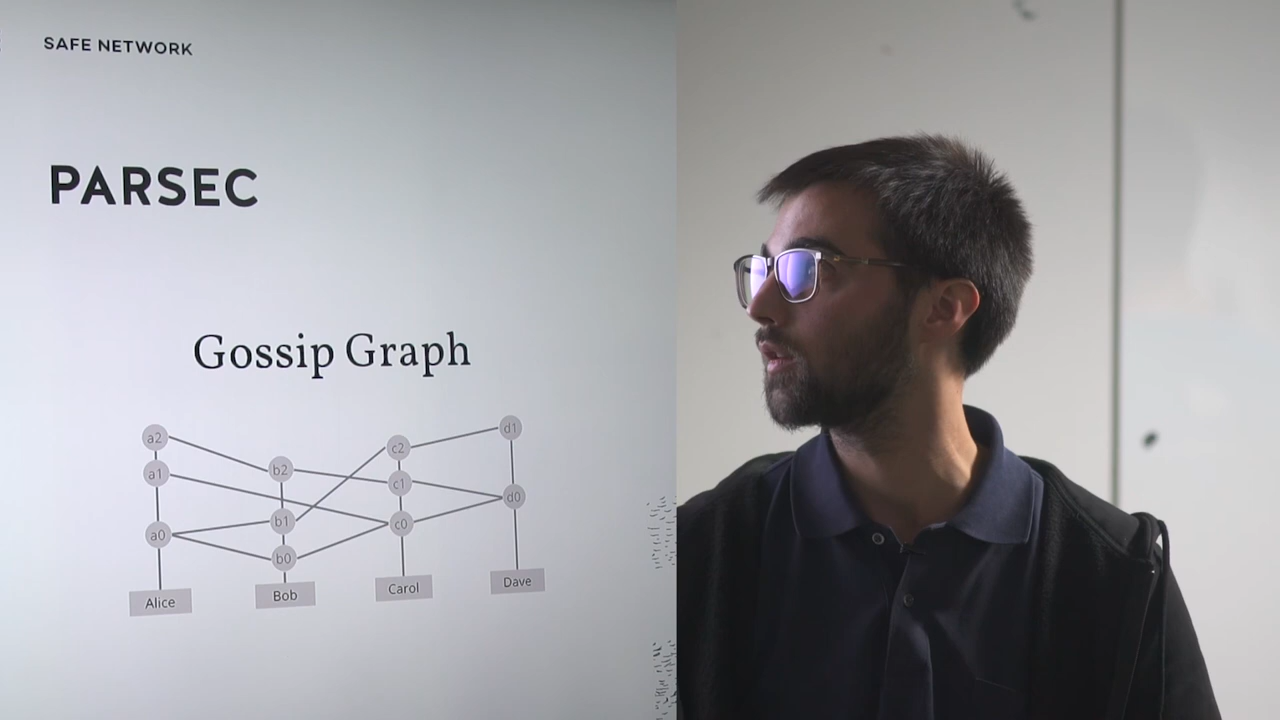 SAFE NETWORK
PARSEC
Gossip Graph
a2 b2 c2 d1
a1 b1 c1 d0
a0 b0 c0
Alice Bob Carol Dave